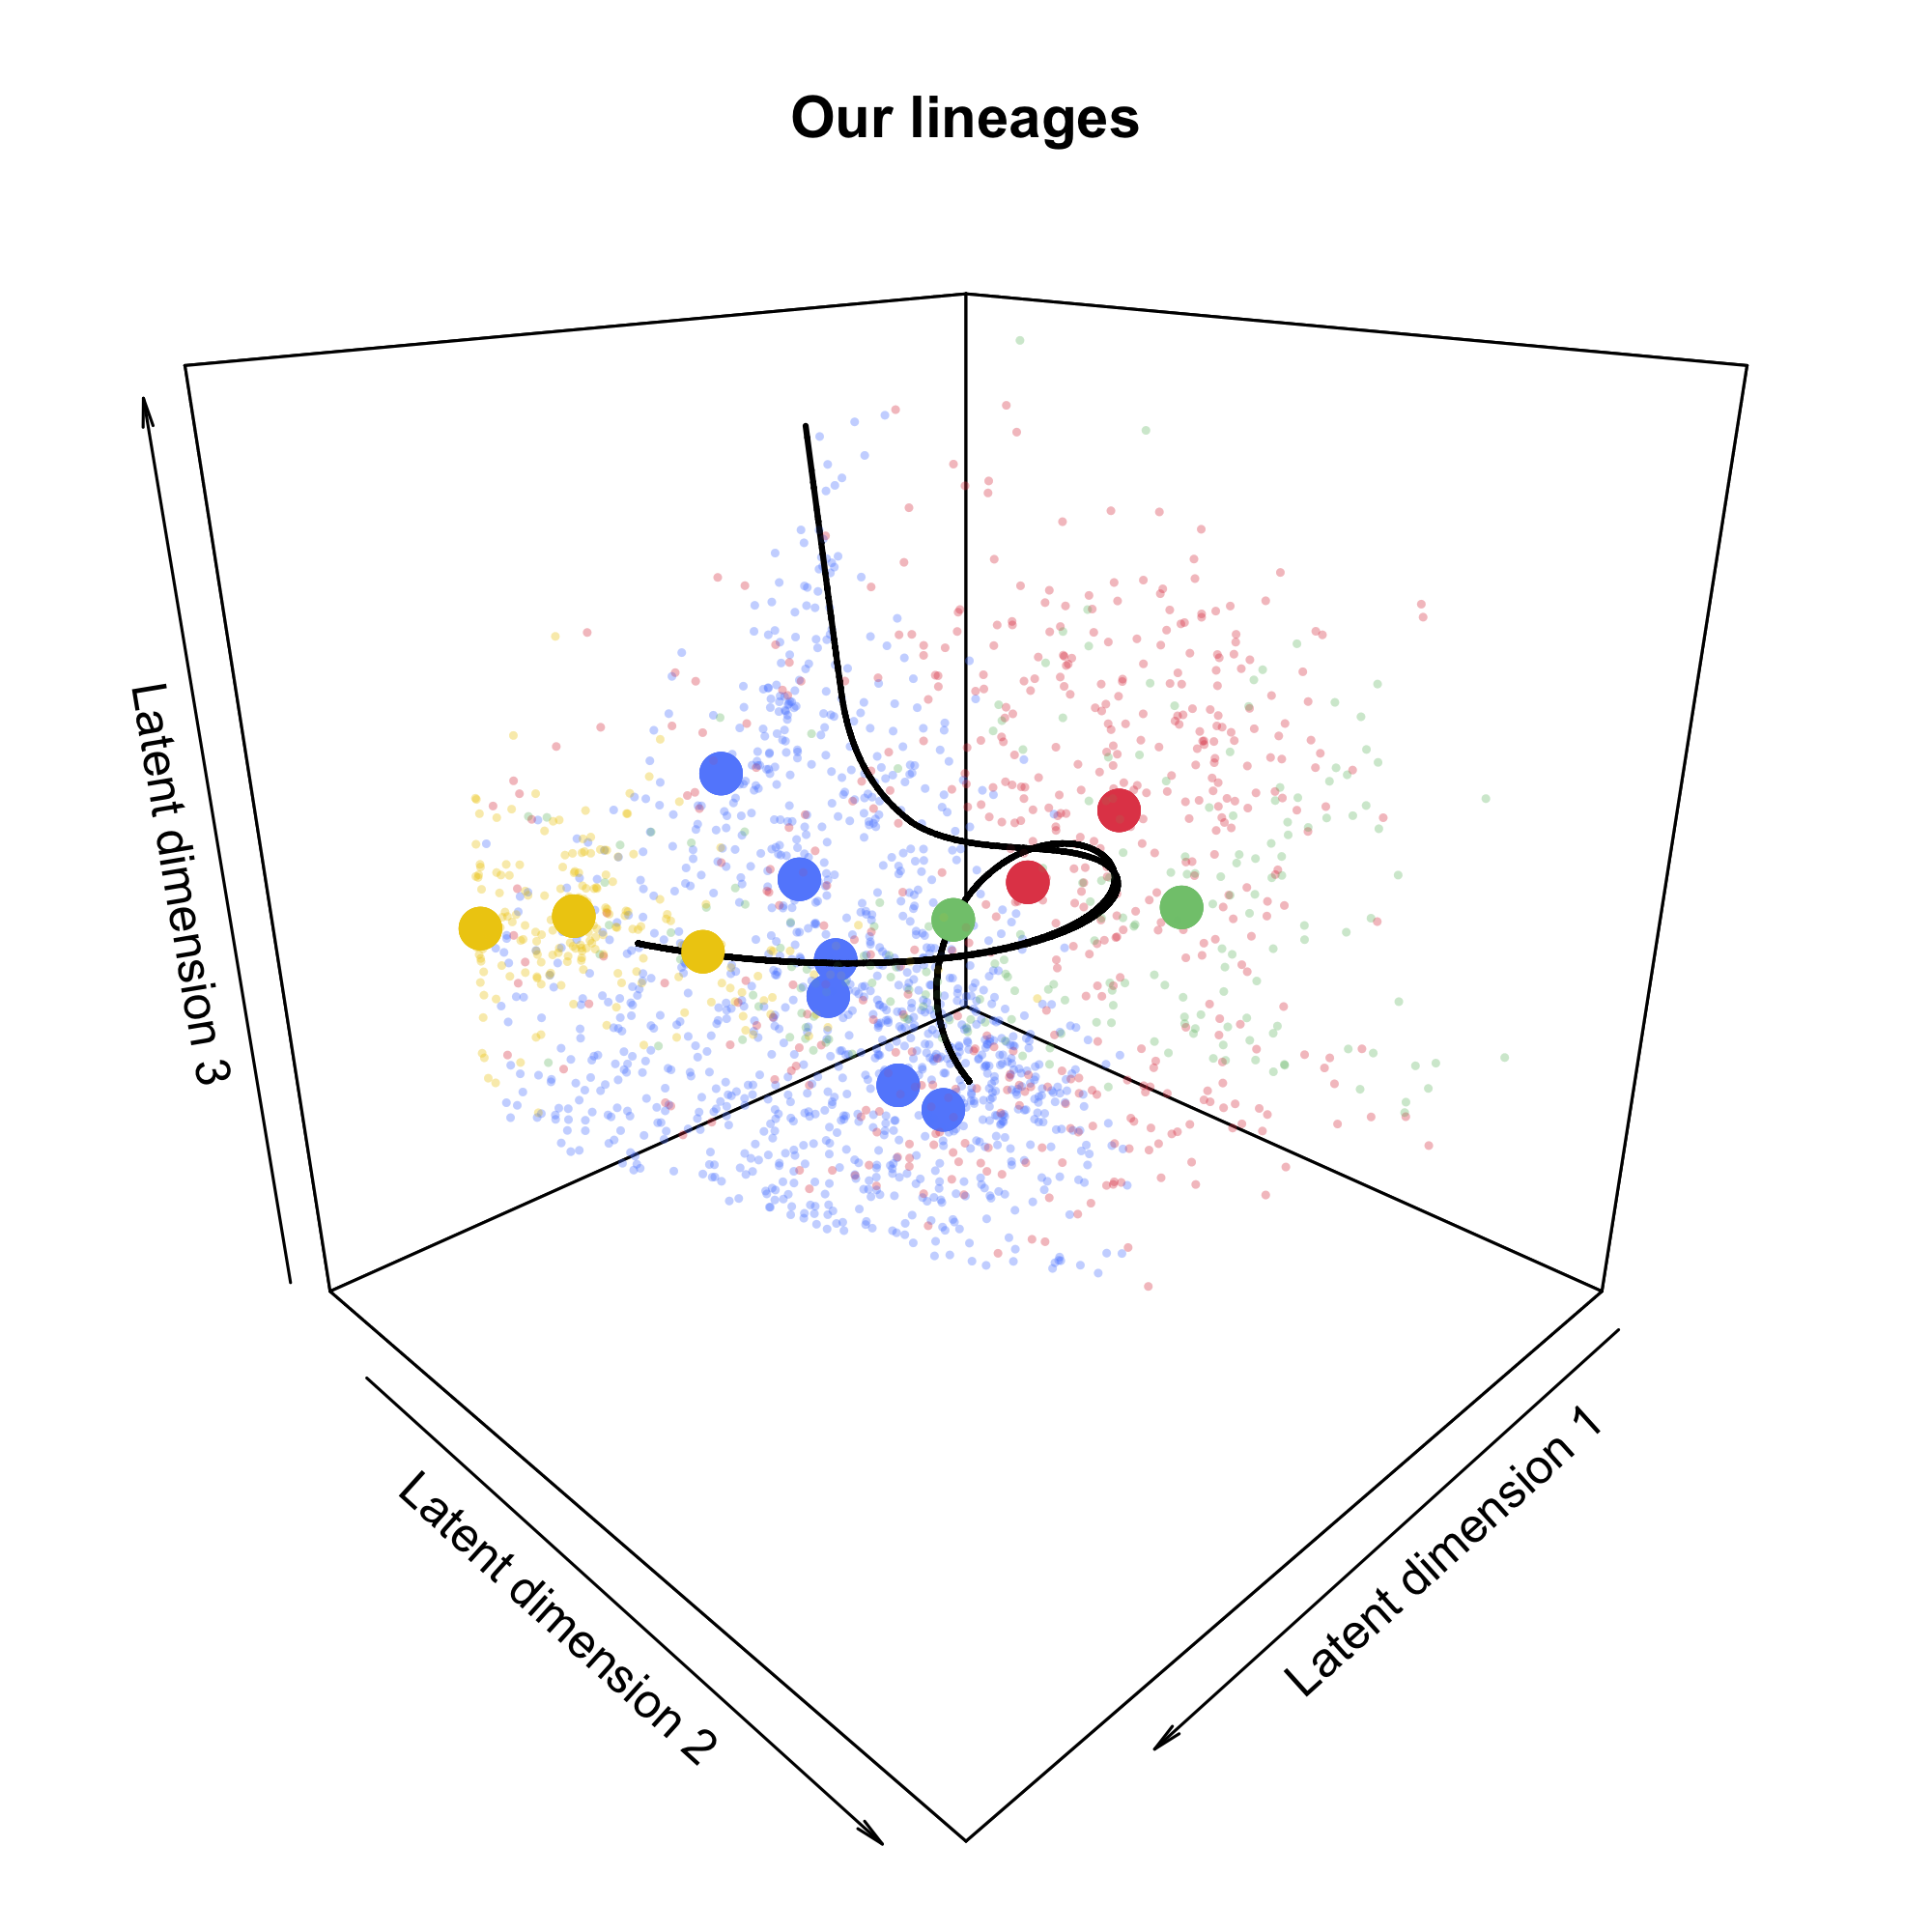 Our lineages
Latent dimension 3
Latent dimension 2
Latent dimension 1